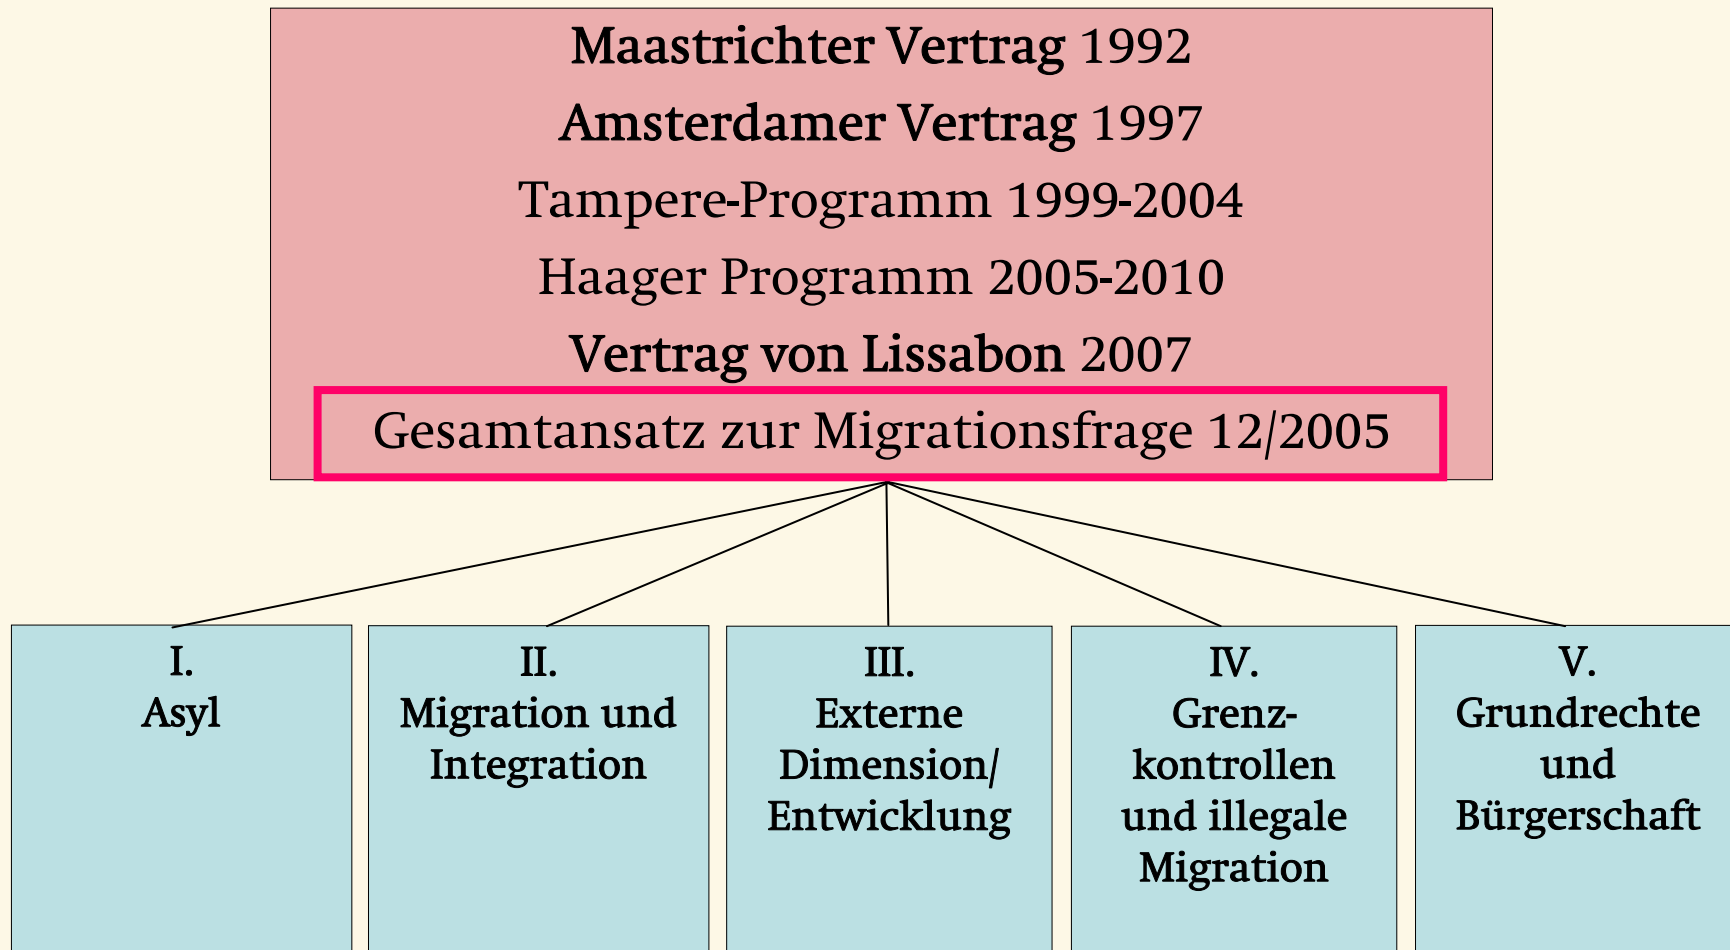 Maastrichter Vertrag 1992
Amsterdamer Vertrag 1997
Tampere-Programm 1999-2004
Haager Programm 2005-2010
Vertrag von Lissabon 2007
Gesamtansatz zur Migrationsfrage 12/2005
I.
Asyl
II.
Migration und
Integration
III.
Externe
Dimension/
Entwicklung
IV.
Grenz-
kontrollen
und illegale
Migration
V.
Grundrechte
und
Bürgerschaft